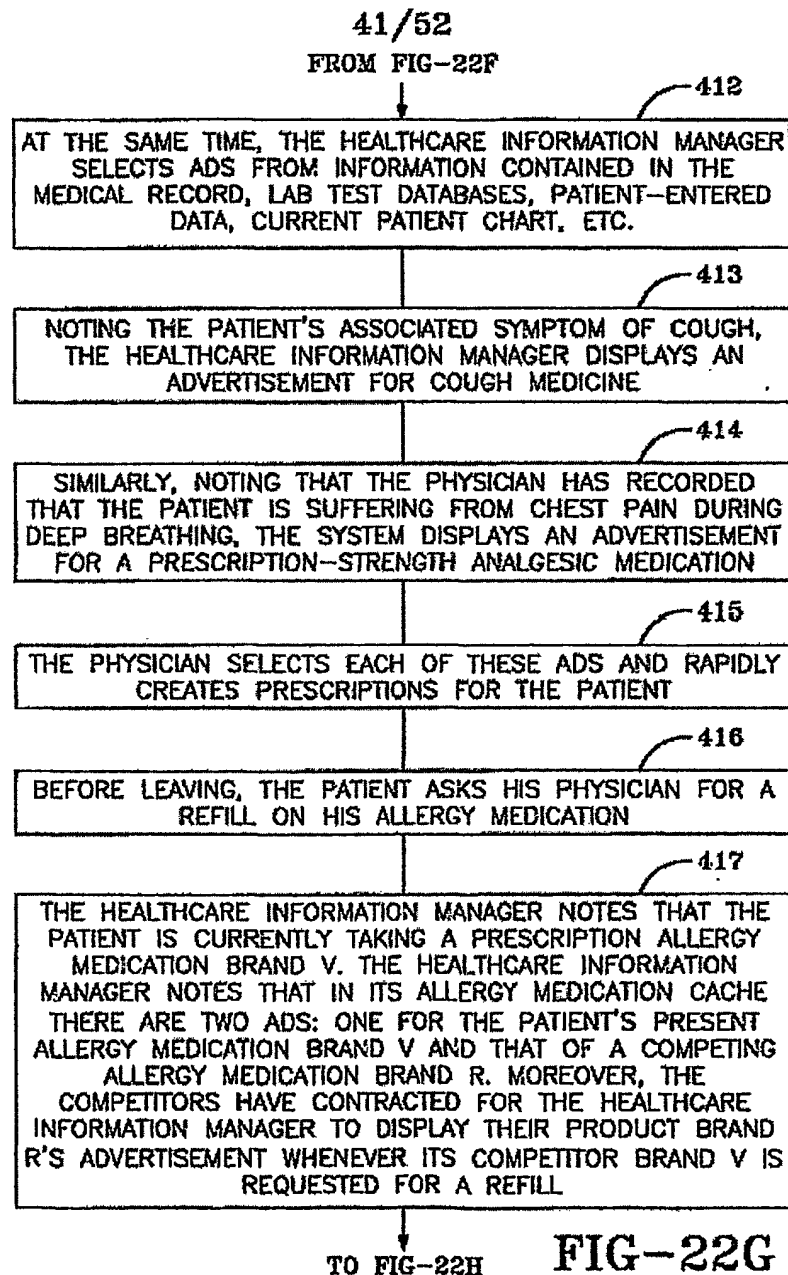 41/52
FROM FIG-22F
412
AT THE SAME TIME, THE HEALTHCARE INFORMATION MANAGER
SELECTS ADS FROM INFORMATION CONTAINED IN THE
MEDICAL RECORD, LAB TEST DATABASES, PATIENT-ENTERED
DATA, CURRENT PATIENT CHART, ETC.
413
NOTING THE PATIENT'S ASSOCIATED SYMPTOM OF COUGH,
THE HEALTHCARE INFORMATION MANAGER DISPLAYS AN
ADVERTISEMENT FOR COUGH MEDICINE
414
SIMILARLY, NOTING THAT THE PHYSICIAN HAS RECORDED
THAT THE PATIENT IS SUFFERING FROM CHEST PAIN DURING
DEEP BREATHING, THE SYSTEM DISPLAYS AN ADVERTISEMENT
FOR A PRESCRIPTION-STRENGTH ANALGESIC MEDICATION
415
THE PHYSICIAN SELECTS EACH OF THESE ADS AND RAPIDLY
CREATES PRESCRIPTIONS FOR THE PATIENT
416
BEFORE LEAVING, THE PATIENT ASKS HIS PHYSICIAN FOR A
REFILL ON HIS ALLERGY MEDICATION
417
THE HEALTHCARE INFORMATION MANAGER NOTES THAT THE
PATIENT IS CURRENTLY TAKING A PRESCRIPTION ALLERGY
MEDICATION BRAND V. THE HEALTHCARE INFORMATION
MANAGER NOTES THAT IN ITS ALLERGY MEDICATION CACHE
THERE ARE TWO ADS: ONE FOR THE PATIENT'S PRESENT
ALLERGY MEDICATION BRAND V AND THAT OF A COMPETING
ALLERGY MEDICATION BRAND R. MOREOVER, THE
COMPETITORS HAVE CONTRACTED FOR THE HEALTHCARE
INFORMATION MANAGER TO DISPLAY THEIR PRODUCT BRAND
R'S ADVERTISEMENT WHENEVER ITS COMPETITOR BRAND V IS
REQUESTED FOR A REFILL
TO FIG-22H
FIG-22G